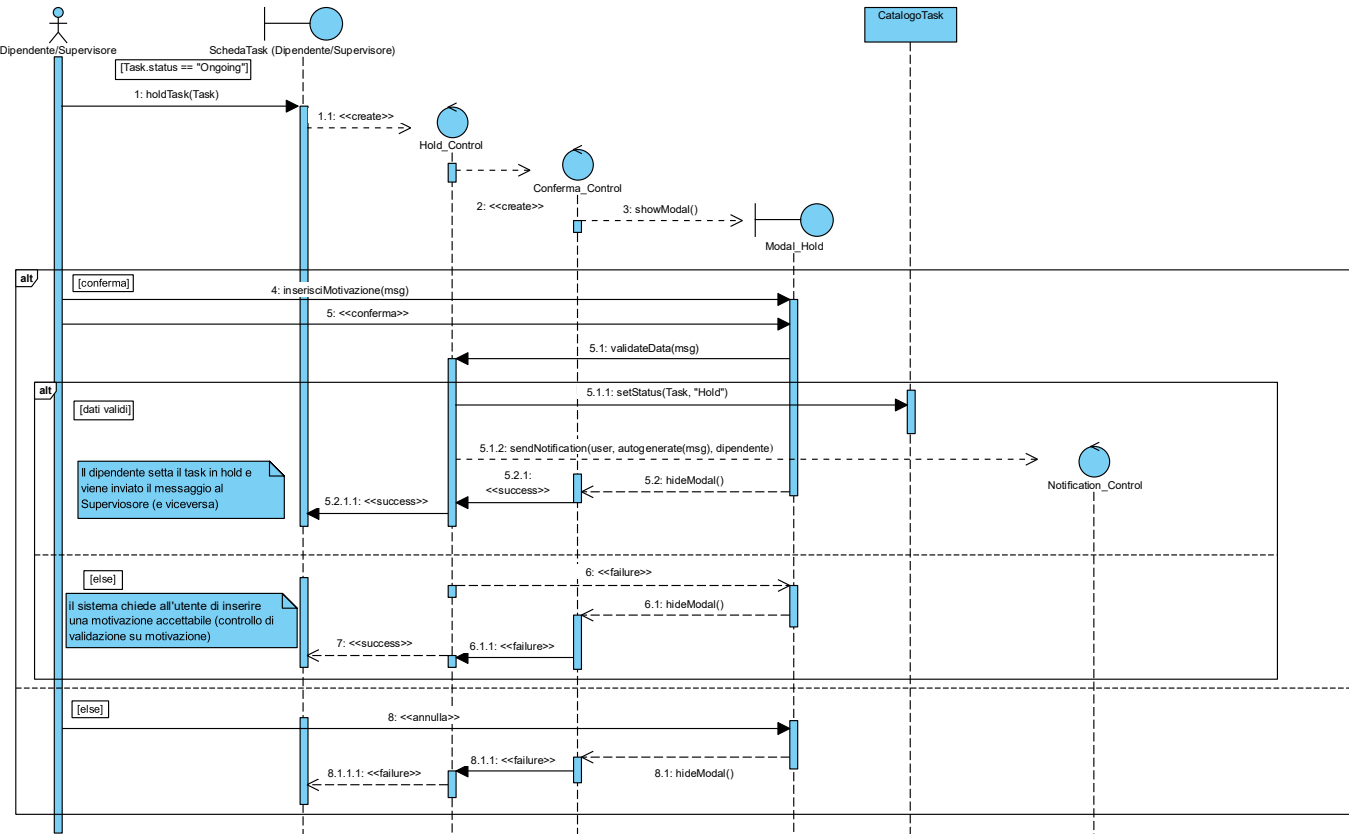 CatalogoTask
Dipendente/Supervisore
SchedaTask (Dipendente/Supervisore)
[Task.status == "Ongoing"]
1: holdTask(Task)
1.1: <<create>>
Hold_Control
Conferma_Control
2: <<create>>
3: showModal()
Modal_Hold
alt
[conferma]
4: inserisciMotivazione(msg)
5: <<conferma>>
5.1: validateData(msg)
alt
[dati validi]
5.1.1: setStatus(Task, "Hold")
5.1.2: sendNotification(user, autogenerate(msg), dipendente)
Notification_Control
Il dipendente setta il task in hold e
viene inviato il messaggio al
Superviosore (e viceversa)
5.2: hideModal()
5.2.1:
<<success>>
5.2.1.1: <<success>>
[else]
6: <<failure>>
il sistema chiede all'utente di inserire
una motivazione accettabile (controllo di
validazione su motivazione)
6.1: hideModal()
6.1.1: <<failure>>
7: <<success>>
[else]
8: <<annulla>>
8.1: hideModal()
8.1.1: <<failure>>
8.1.1.1: <<failure>>